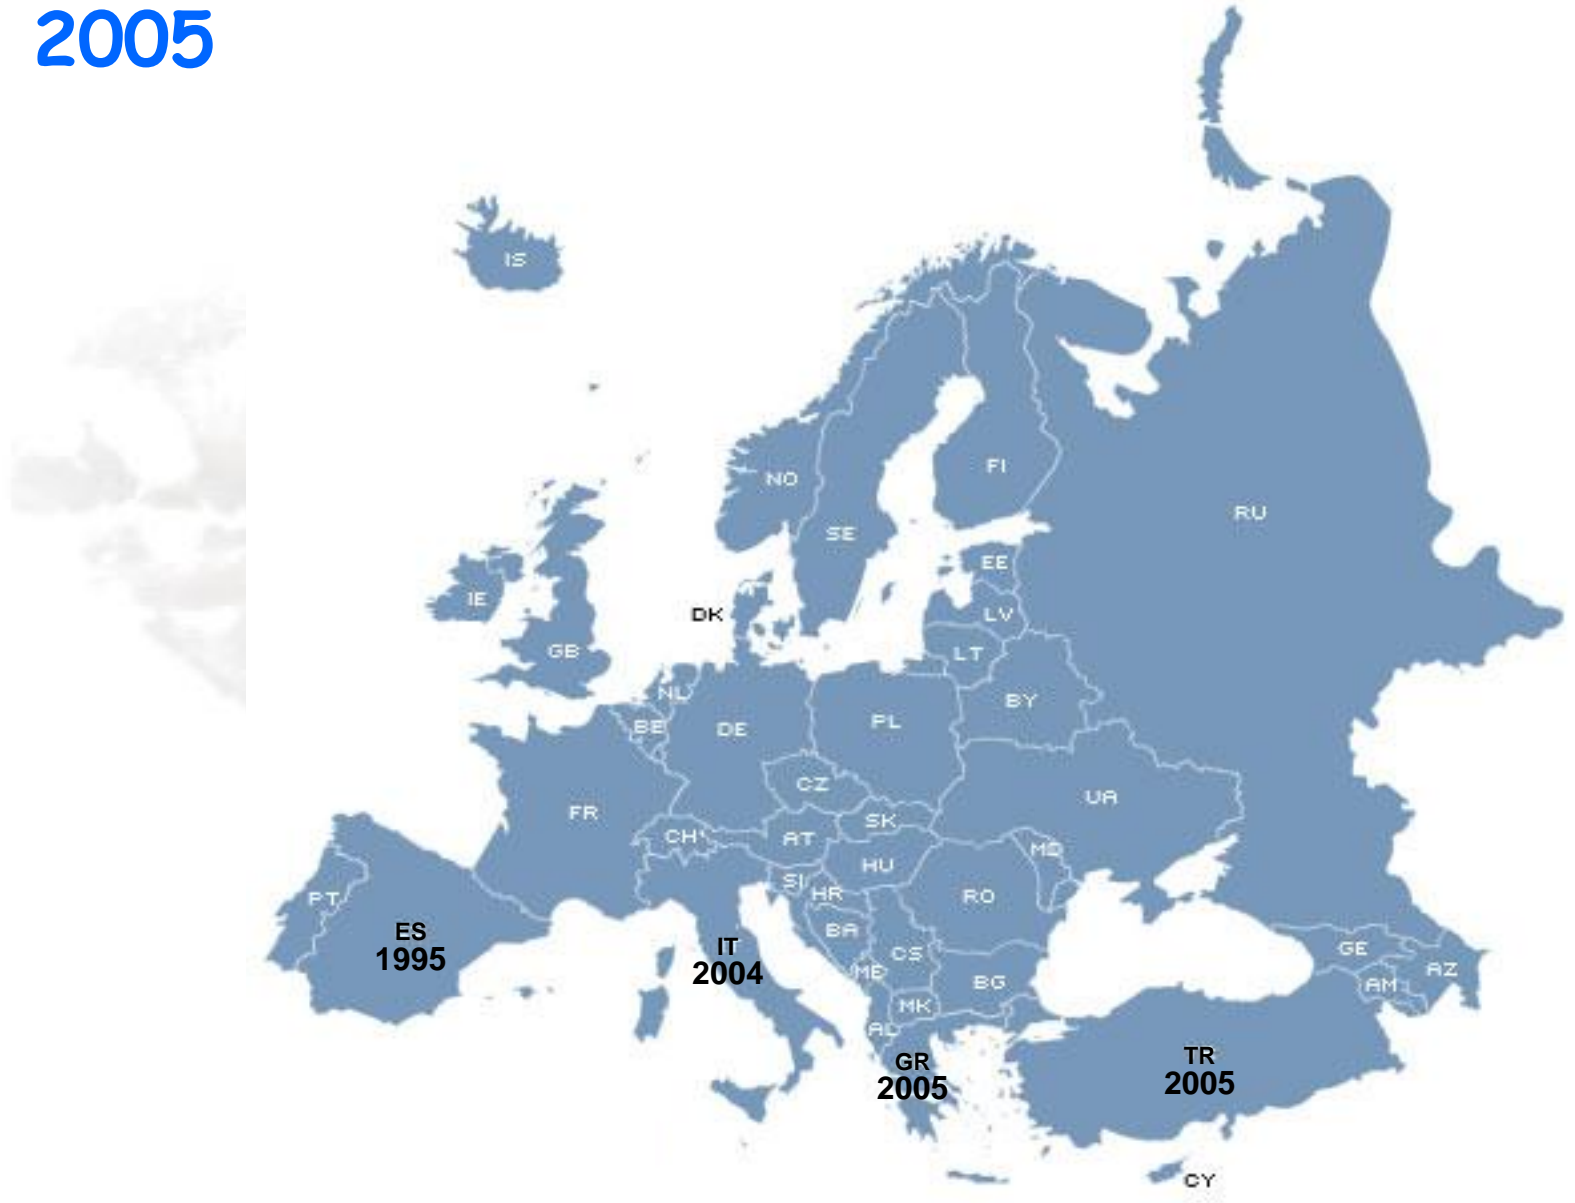 2005
IS
NO
FI
RU
SE
EE
IE
DK
LV
GB
LT
NL
BY
BE
DE
PL
CZ
UA
FR
SK
CH
AT
MD
HU
SI
HR
RO
PT
ES
1995
BA
IT
2004
CS
GE
ME
AZ
BG
AM
MK
AL
GR
2005
TR
2005
CY